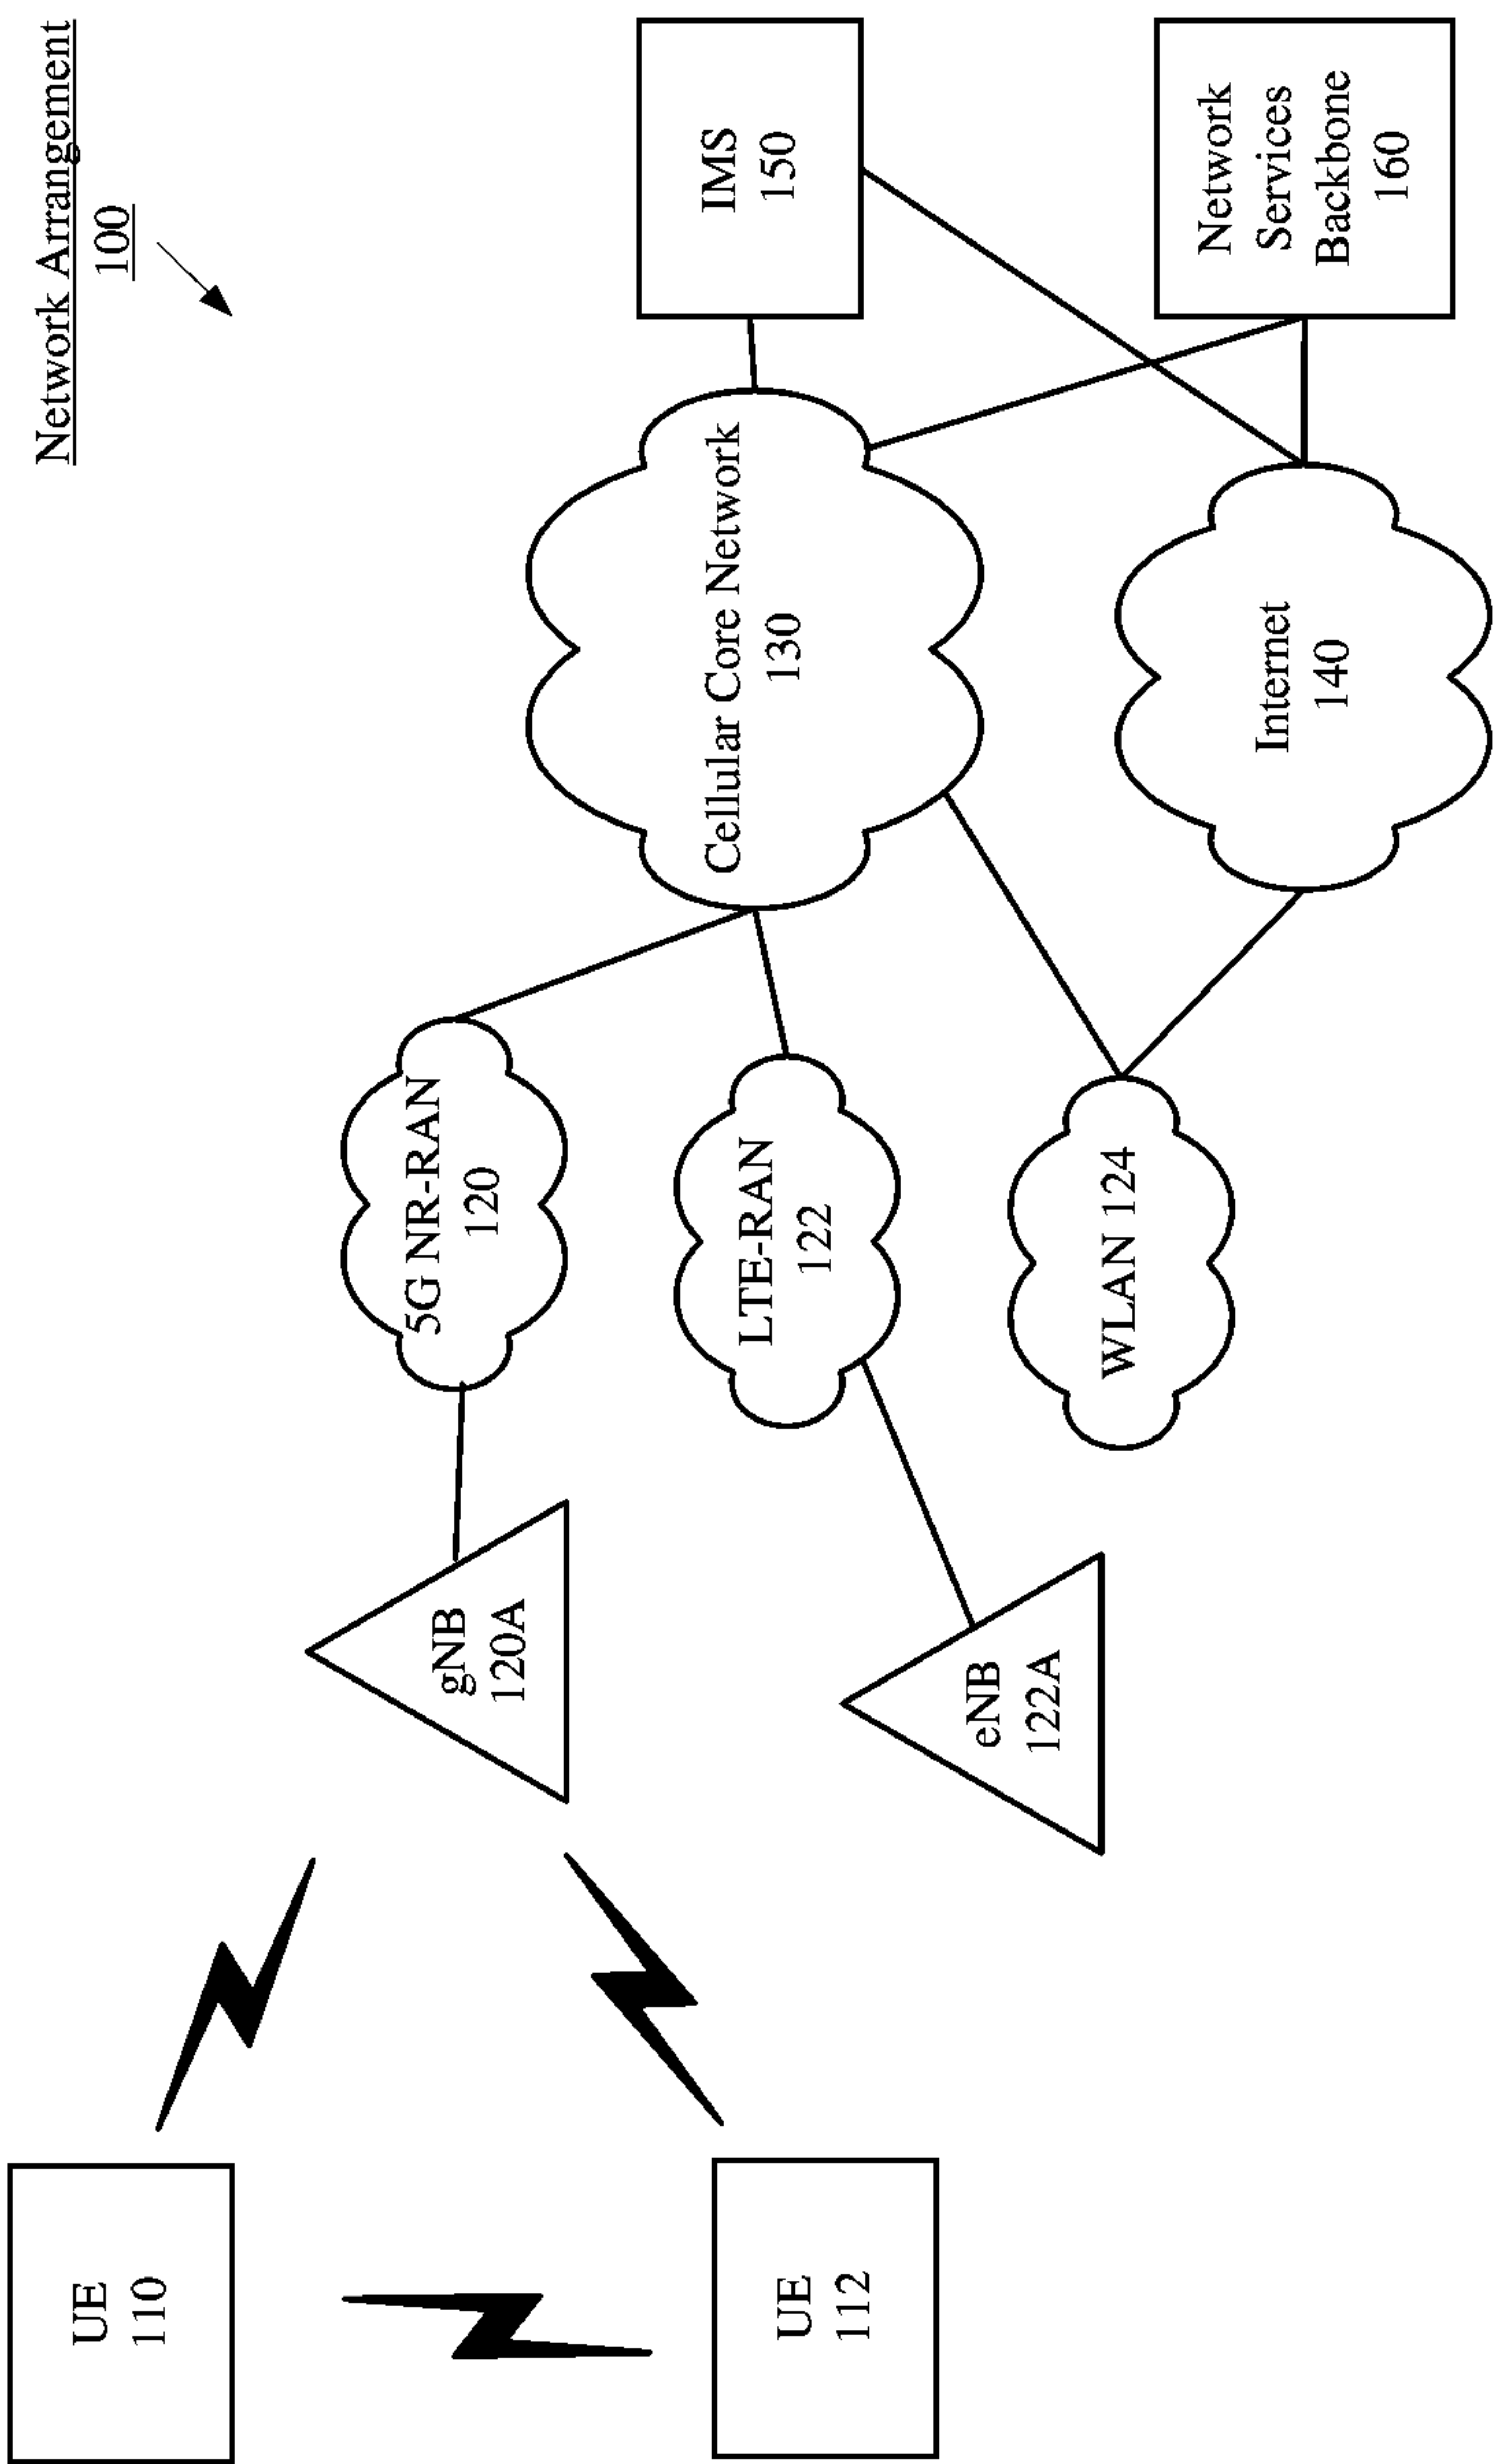 Network Arrangement
100
UE
110
UE
112
gNB
120A
eNB
122A
5G NR-RAN
120
LTE-RAN
122
WLAN 124
Cellular Core Network
130
Internet
140
IMS
150
Network
Services
Backbone
160